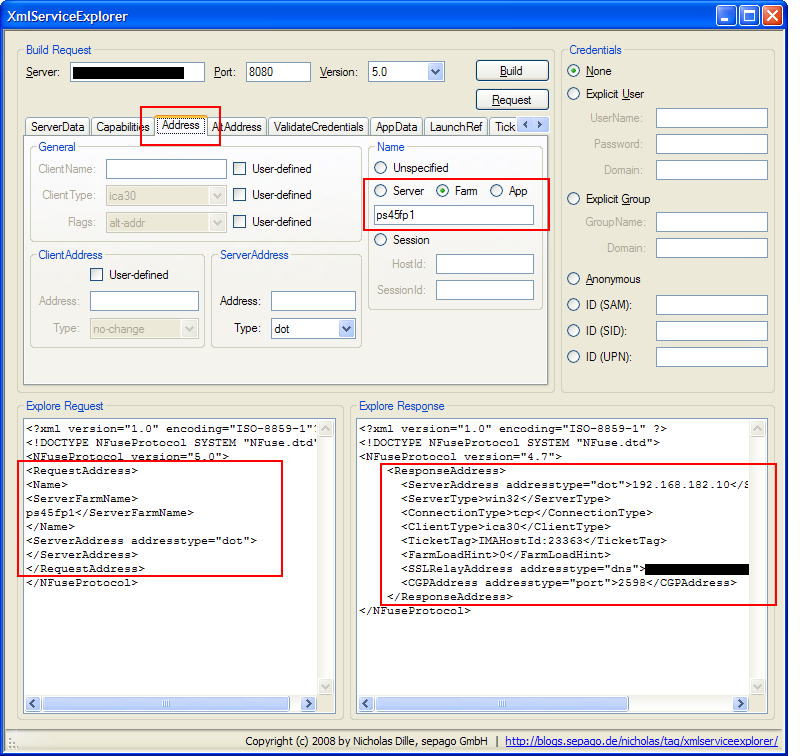 XmlServiceExplorer
Build Request
Server: Port: 8080 Version: 5.0 Build
Request
ServerData Capabilities Address AltAddress ValidateCredentials AppData LaunchRef Tick
General
ClientName: User-defined
ClientType: ica30 User-defined
Flags: alt-addr User-defined
ClientAddress
User-defined
Address:
Type: no-change
ServerAddress
Address:
Type: dot
Name
Unspecified
Server Farm App
ps45fp1
Session
HostId:
SessionId:
Credentials
None
Explicit User
UserName:
Password:
Domain:
Explicit Group
GroupName:
Domain:
Anonymous
ID (SAM):
ID (SID):
ID (UPN):
Explore Request
<?xml version="1.0" encoding="ISO-8859-1"?
<!DOCTYPE NFuseProtocol SYSTEM "NFuse.dtd"
<NFuseProtocol version="5.0">
<RequestAddress>
<Name>
<ServerFarmName>
ps45fp1</ServerFarmName>
</Name>
<ServerAddress addresstype="dot">
</ServerAddress>
</RequestAddress>
</NFuseProtocol>
Explore Response
<?xml version="1.0" encoding="ISO-8859-1" ?>
<!DOCTYPE NFuseProtocol SYSTEM "NFuse.dtd">
<NFuseProtocol version="4.7">
<ResponseAddress>
<ServerAddress addresstype="dot">192.168.182.10</S
<ServerType>win32</ServerType>
<ConnectionType>tcp</ConnectionType>
<ClientType>ica30</ClientType>
<TicketTag>IMAHostId:23363</TicketTag>
<FarmLoadHint>0</FarmLoadHint>
<SSLRelayAddress addresstype="dns">
<CGPAddress addresstype="port">2598</CGPAddress>
</ResponseAddress>
</NFuseProtocol>
Copyright (c) 2008 by Nicholas Dille, sepago GmbH | http://blogs.sepago.de/nicholas/tag/xmlserviceexplorer/